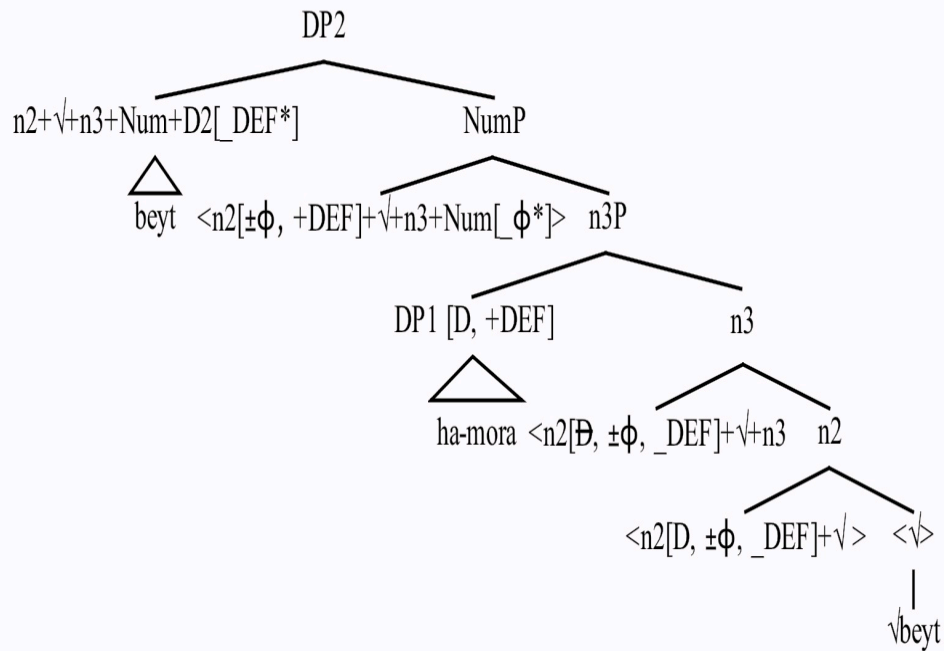 DP2
n2+√+n3+Num+D2[_DEF*] NumP
beyt <n2[±ϕ, +DEF]+√+n3+Num[_ϕ*]> n3P
DP1 [D, +DEF] n3
ha-mora <n2[D̶, ±ϕ, _DEF]+√+n3 n2
<n2[D, ±ϕ, _DEF]+√ > <√>
√beyt